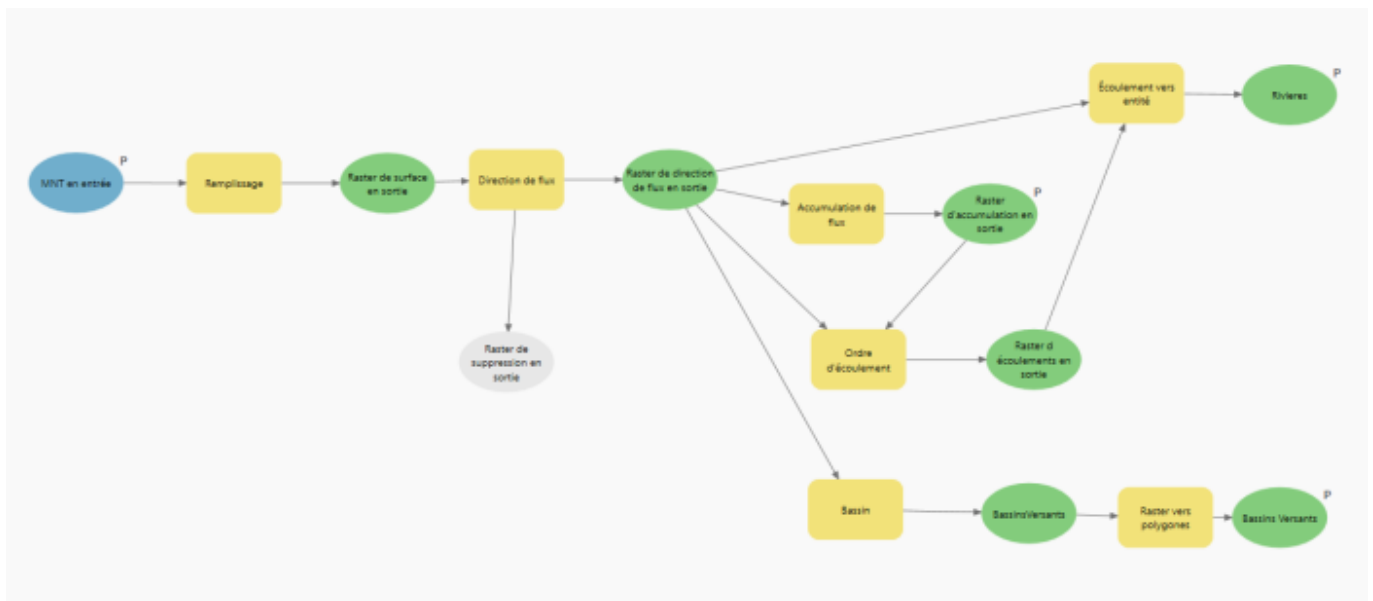 MNT en entrée
P
Remplissage
Raster de surface
en sortie
Direction de flux
Raster de
suppression en
sortie
Raster de direction
de flux en sortie
Écoulement vers
entité
Rivieres
P
Accumulation de
flux
Raster
d'accumulation en
sortie
P
Ordre
d'écoulement
Raster d
écoulements en
sortie
Bassin
BassinsVersants
Raster vers
polygones
Bassins Versants
P